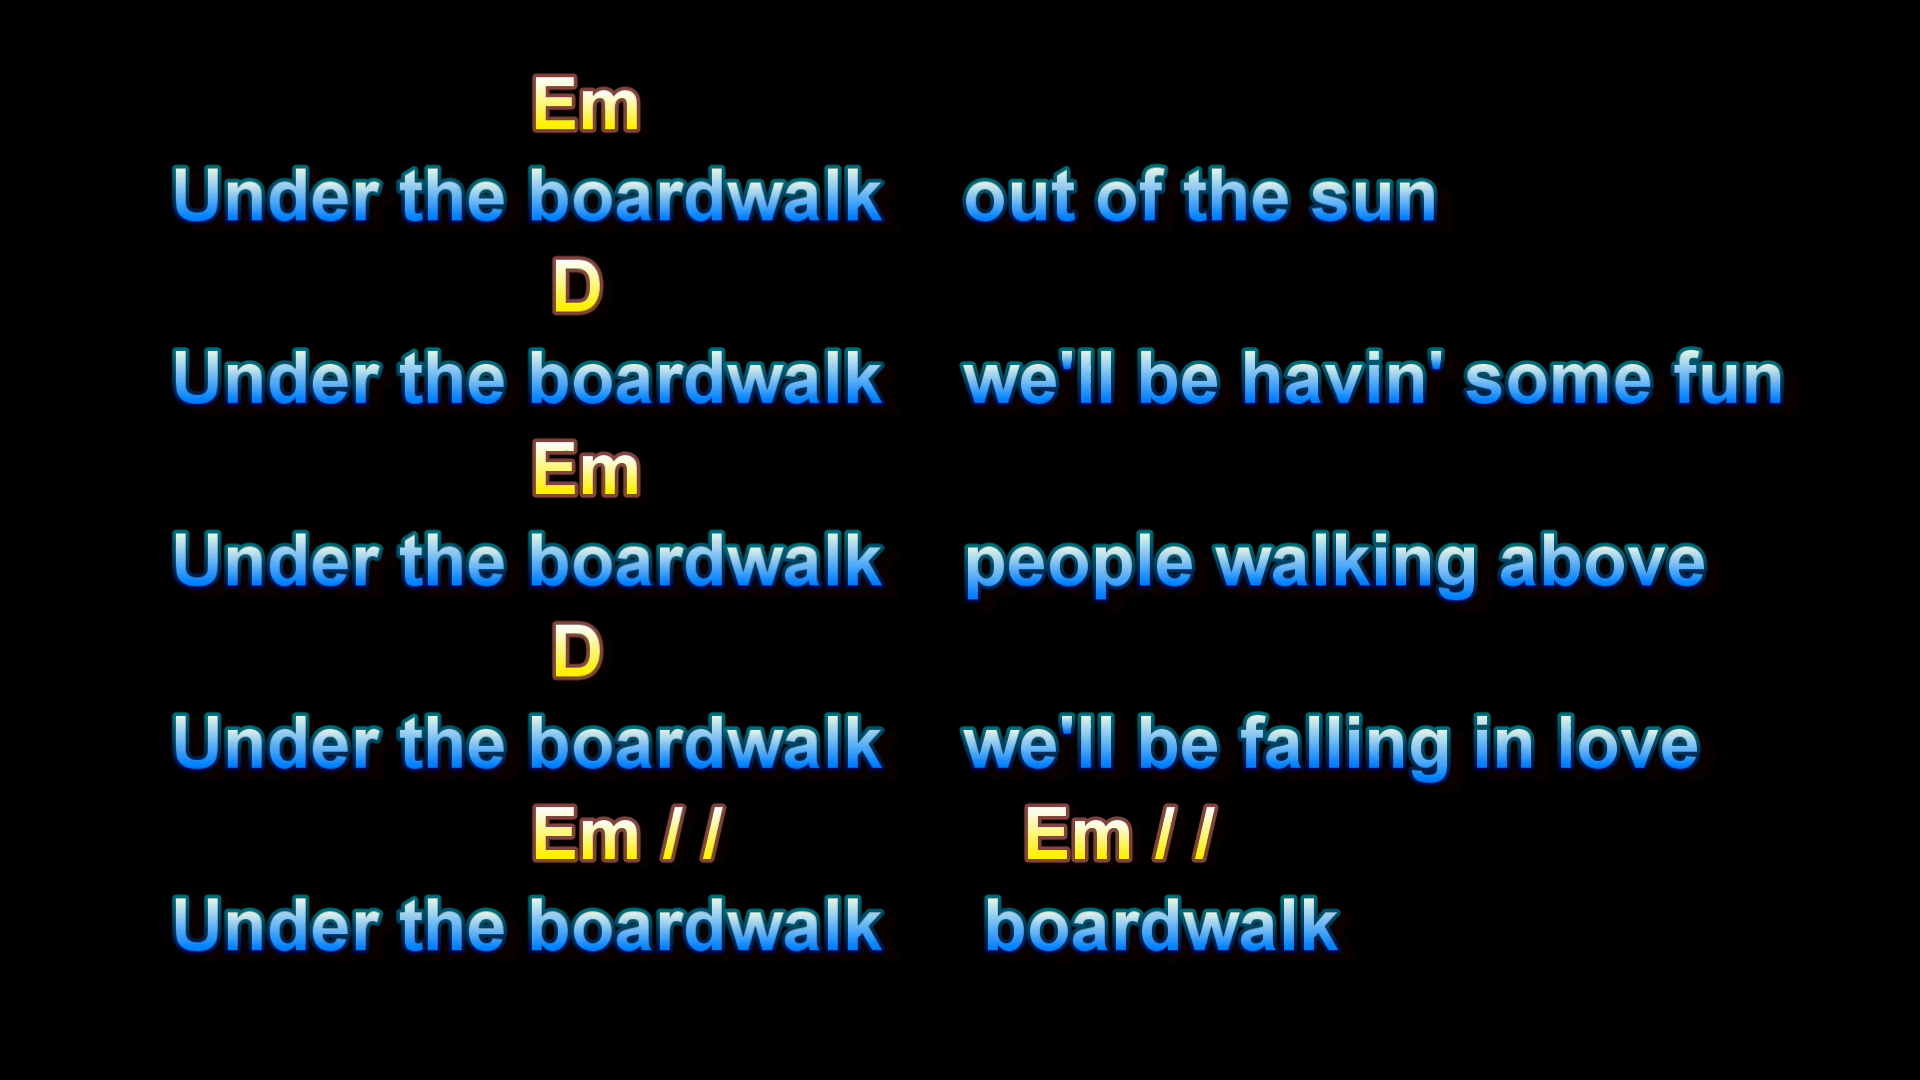 Em
Under the boardwalk out of the sun
D
Under the boardwalk we'll be havin' some fun
Em
Under the boardwalk people walking above
D
Under the boardwalk we'll be falling in love
Em / / Em / /
Under the boardwalk boardwalk